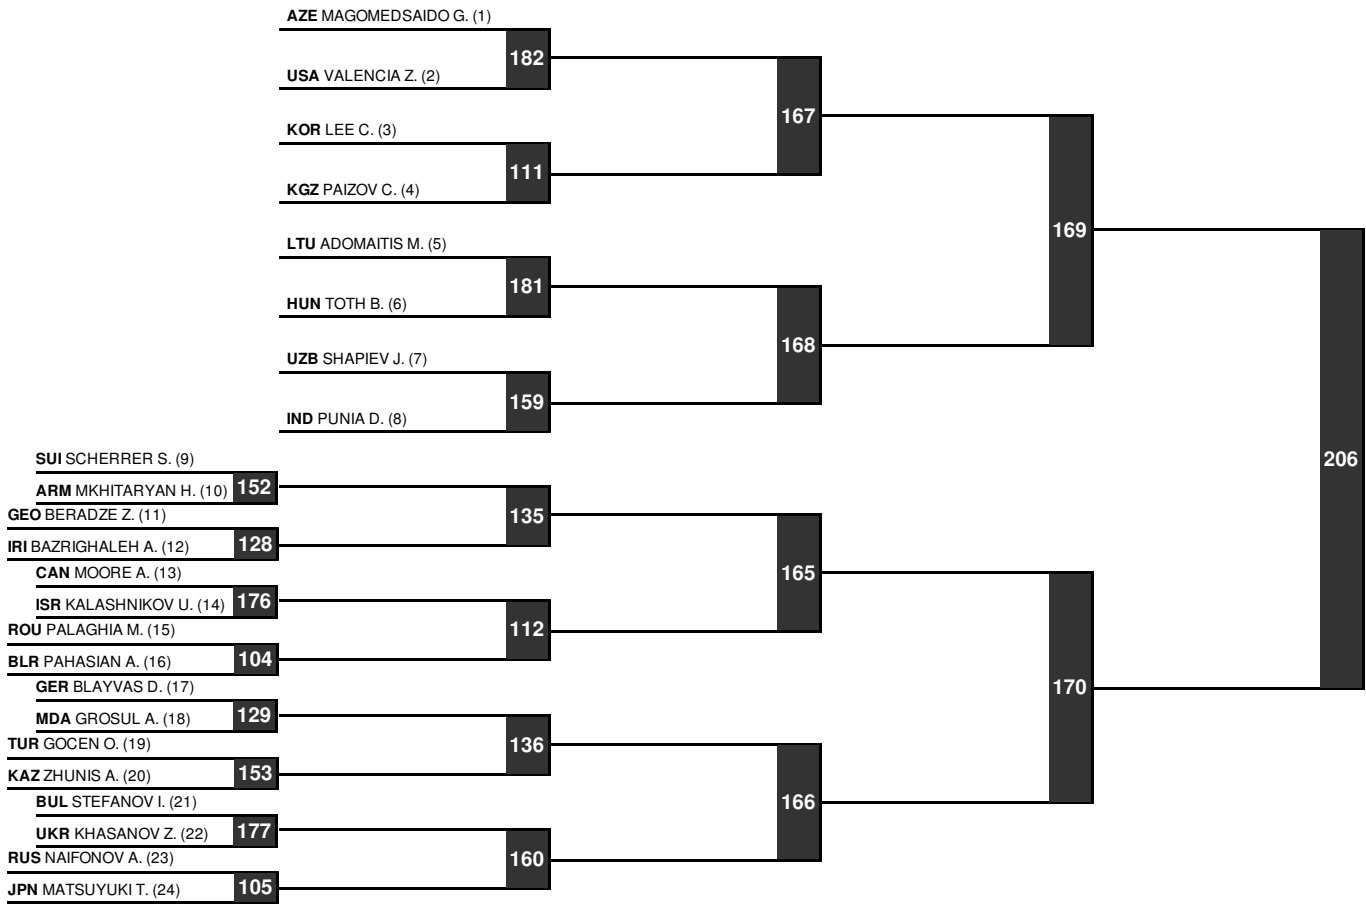 AZE MAGOMEDSAIDO G. (1)
182
USA VALENCIA Z. (2)
167
KOR LEE C. (3)
111
KGZ PAIZOV C. (4)
169
LTU ADOMAITIS M. (5)
181
HUN TOTH B. (6)
168
UZB SHAPIEV J. (7)
159
IND PUNIA D. (8)
206
SUI SCHERRER S. (9)
ARM MKHITARYAN H. (10) 152
GEO BERADZE Z. (11)
135
IRI BAZRIGHALEH A. (12) 128
CAN MOORE A. (13)
165
ISR KALASHNIKOV U. (14) 176
ROU PALAGHIA M. (15)
112
BLR PAHASIAN A. (16) 104
GER BLAYVAS D. (17)
170
MDA GROSUL A. (18) 129
TUR GOCEN O. (19)
136
KAZ ZHUNIS A. (20) 153
BUL STEFANOV I. (21)
166
UKR KHASANOV Z. (22) 177
RUS NAIFONOV A. (23)
160
JPN MATSUYUKI T. (24) 105